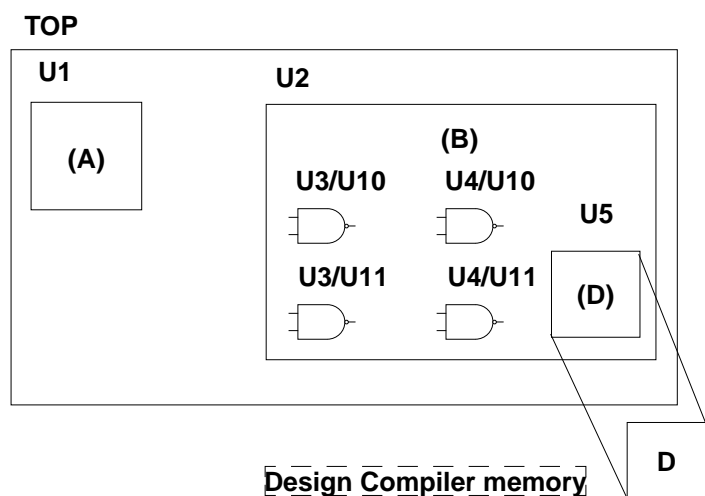 TOP
U1
U2
(A)
(B)
U3/U10
U4/U10
U5
U3/U11
U4/U11
(D)
D
Design Compiler memory